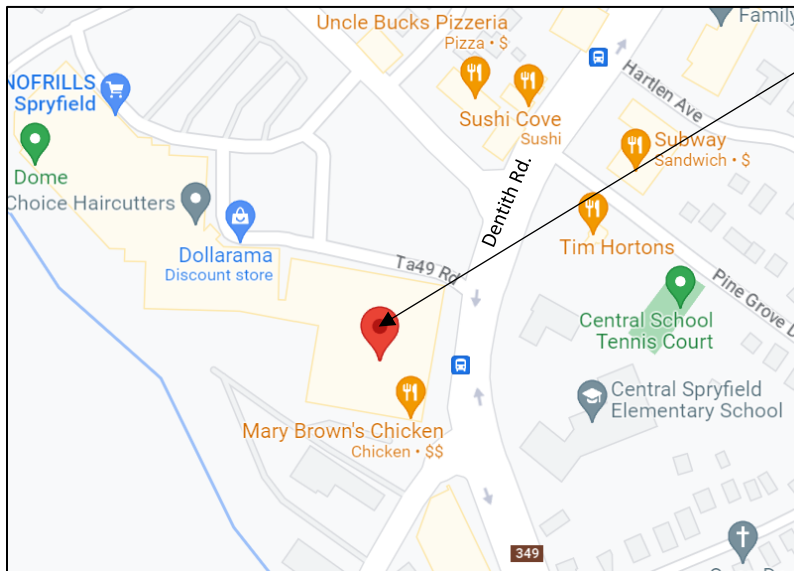 Uncle Bucks Pizzeria
Pizza • $
Family
NOFRILLS
Spryfield
Hartlen Ave
Sushi Cove
Sushi
Subway
Sandwich • $
Dome
Choice Haircutters
Dentith Rd.
Tim Hortons
Dollarama
Discount store
Ta49 Rd
Pine Grove D
Central School
Tennis Court
Central Spryfield
Elementary School
Mary Brown's Chicken
Chicken • $$
349